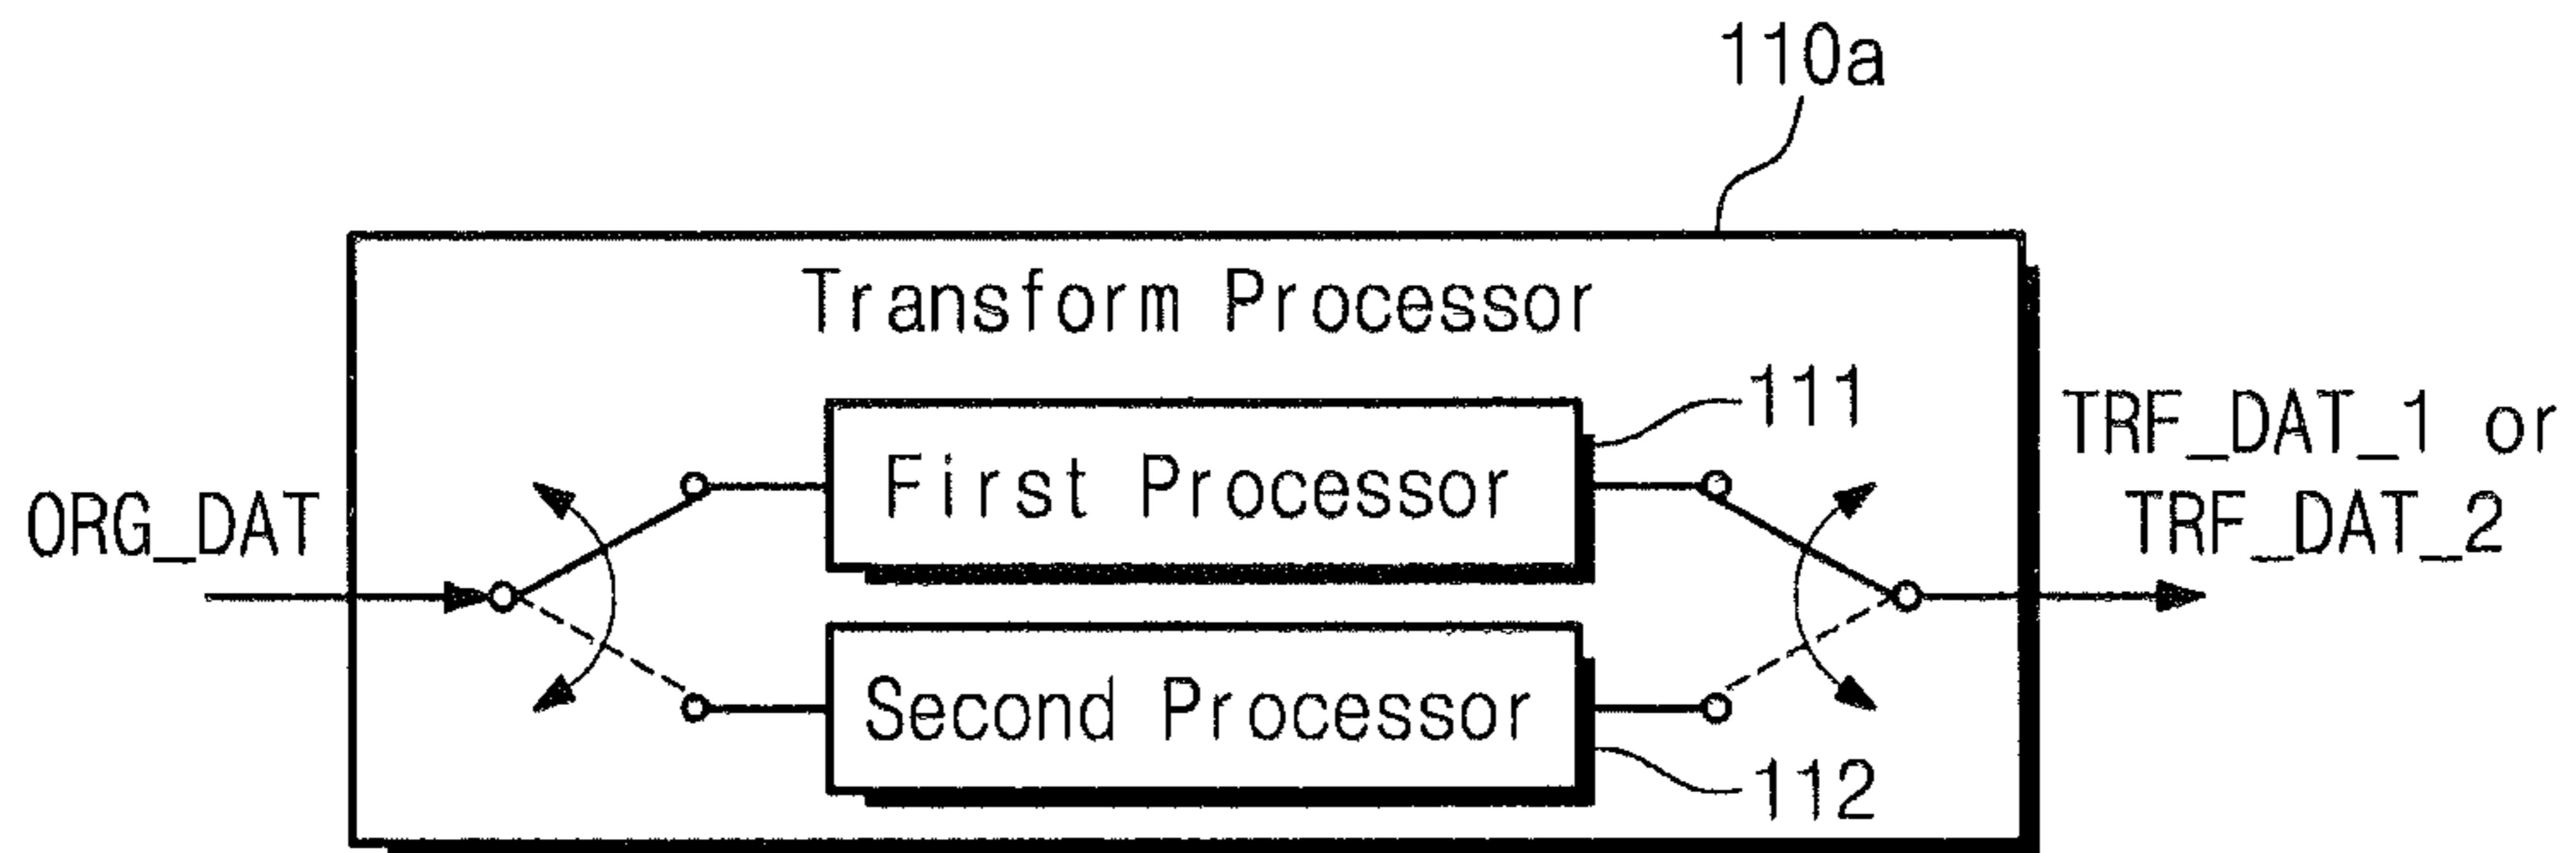 110a
Transform Processor
111
First Processor
ORG_DAT
TRF_DAT_1 or
TRF_DAT_2
Second Processor
112